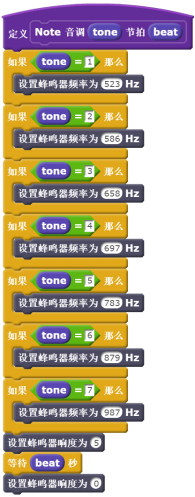 定义 Note 音调 tone 节拍 beat
如果 tone = 1 那么
设置蜂鸣器频率为 523 Hz
如果 tone = 2 那么
设置蜂鸣器频率为 586 Hz
如果 tone = 3 那么
设置蜂鸣器频率为 658 Hz
如果 tone = 4 那么
设置蜂鸣器频率为 697 Hz
如果 tone = 5 那么
设置蜂鸣器频率为 783 Hz
如果 tone = 6 那么
设置蜂鸣器频率为 879 Hz
如果 tone = 7 那么
设置蜂鸣器频率为 987 Hz
设置蜂鸣器响度为 5
等待 beat 秒
设置蜂鸣器响度为 0